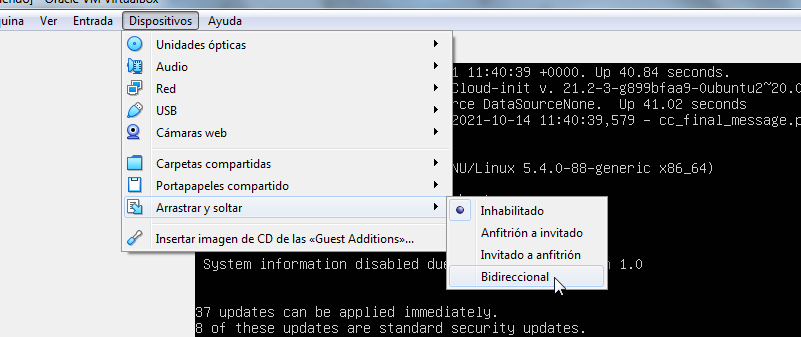 Oracle VM VirtualBox
Ver Entrada Dispositivos Ayuda
Unidades ópticas
Audio
Red
USB
Cámaras web
Carpetas compartidas
Portapapeles compartido
Arrastrar y soltar
Insertar imagen de CD de las «Guest Additions»...
Inhabilitado
Anfitrión a invitado
Invitado a anfitrión
Bidireccional
11:40:39 +0000. Up 40.84 seconds.
Cloud-init v. 21.2-3-g899bfaa9-0ubuntu2~20.0
DataSourceNone. Up 41.02 seconds
2021-10-14 11:40:39,579 - cc_final_message.p
NU/Linux 5.4.0-88-generic x86_64)
System information disabled du
1.0
37 updates can be applied immediately.
8 of these updates are standard security updates.